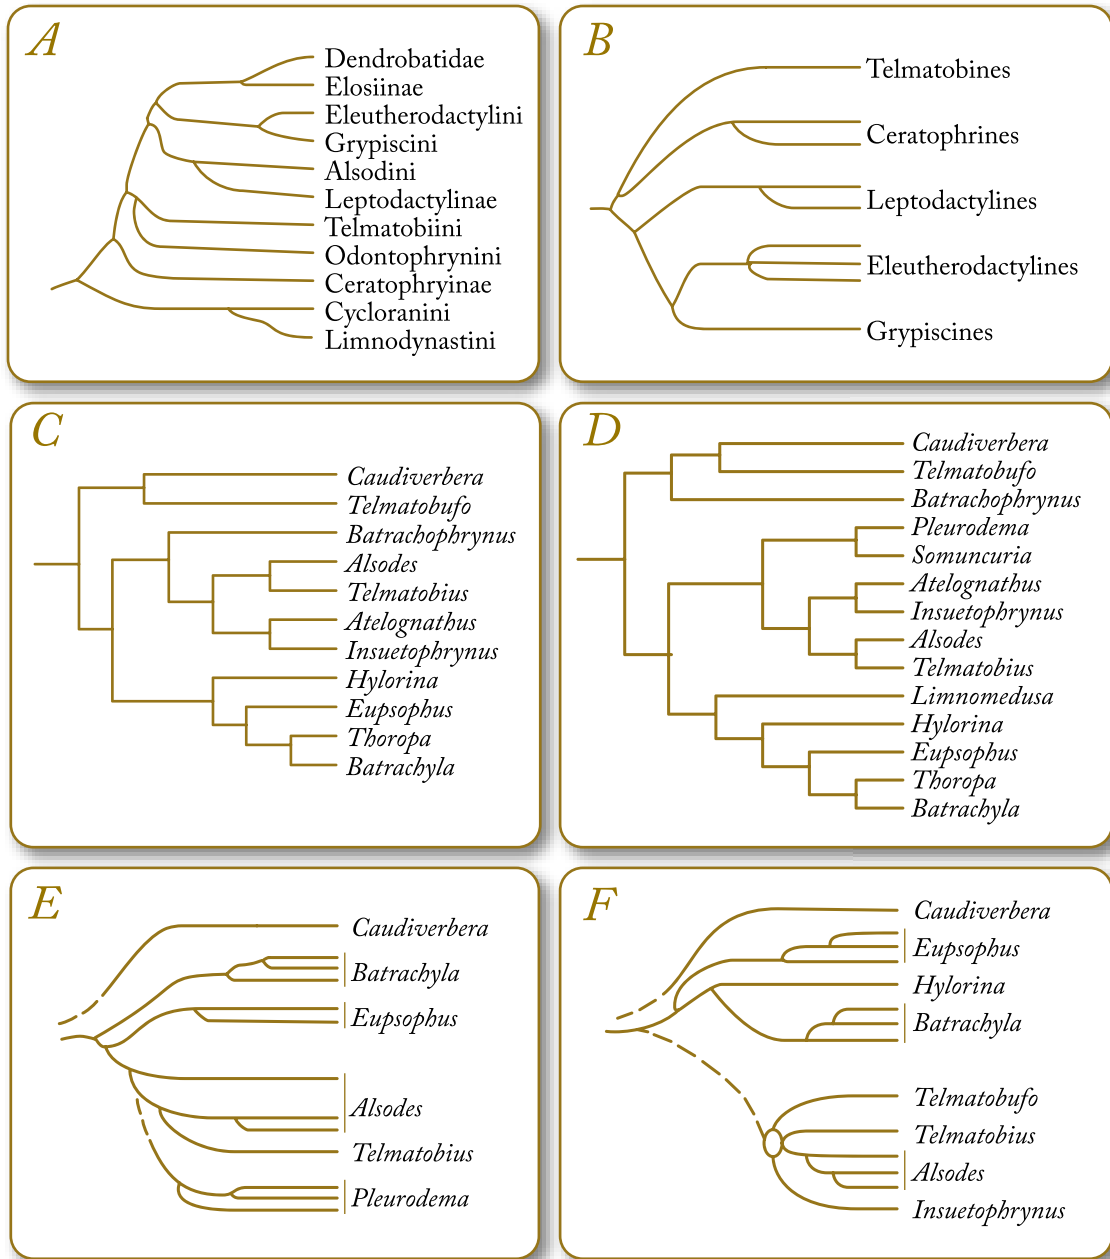 A
Dendrobatidae
Elosiinae
Eleutherodactylini
Grypiscini
Alsodini
Leptodactylinae
Telmatobiini
Odontophrynini
Ceratophryinae
Cycloranini
Limnodynastini
B
Telmatobines
Ceratophrines
Leptodactylines
Eleutherodactylines
Grypiscines
C
Caudiverbera
Telmatobufo
Batrachophrynus
Alsodes
Telmatobius
Atelognathus
Insuetophrynus
Hylorina
Eupsophus
Thoropa
Batrachyla
D
Caudiverbera
Telmatobufo
Batrachophrynus
Pleurodema
Somuncuria
Atelognathus
Insuetophrynus
Alsodes
Telmatobius
Limnomedusa
Hylorina
Eupsophus
Thoropa
Batrachyla
E
Caudiverbera
Batrachyla
Eupsophus
Alsodes
Telmatobius
Pleurodema
F
Caudiverbera
Eupsophus
Hylorina
Batrachyla
Telmatobufo
Telmatobius
Alsodes
Insuetophrynus